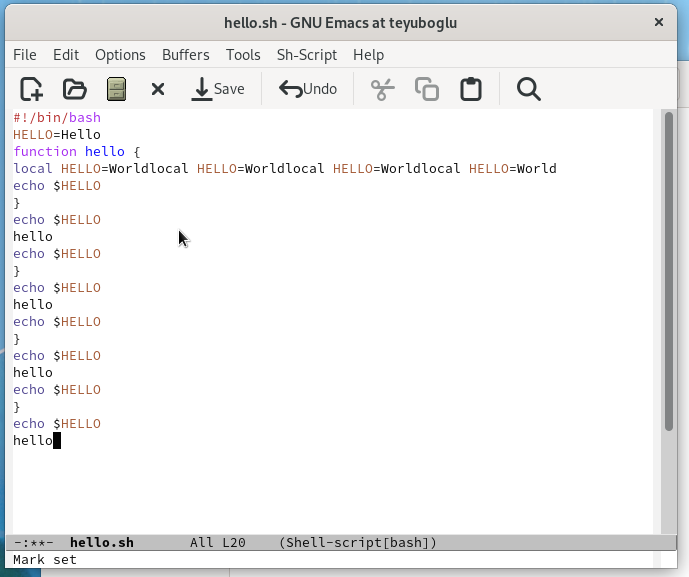 hello.sh - GNU Emacs at teyuboglu
File Edit Options Buffers Tools Sh-Script Help
Save Undo
#!/bin/bash
HELLO=Hello
function hello {
local HELLO=Worldlocal HELLO=Worldlocal HELLO=Worldlocal HELLO=World
echo $HELLO
}
echo $HELLO
hello
echo $HELLO
}
echo $HELLO
hello
echo $HELLO
}
echo $HELLO
hello
echo $HELLO
}
echo $HELLO
hello
-:**- hello.sh All L20 (Shell-script[bash])
Mark set